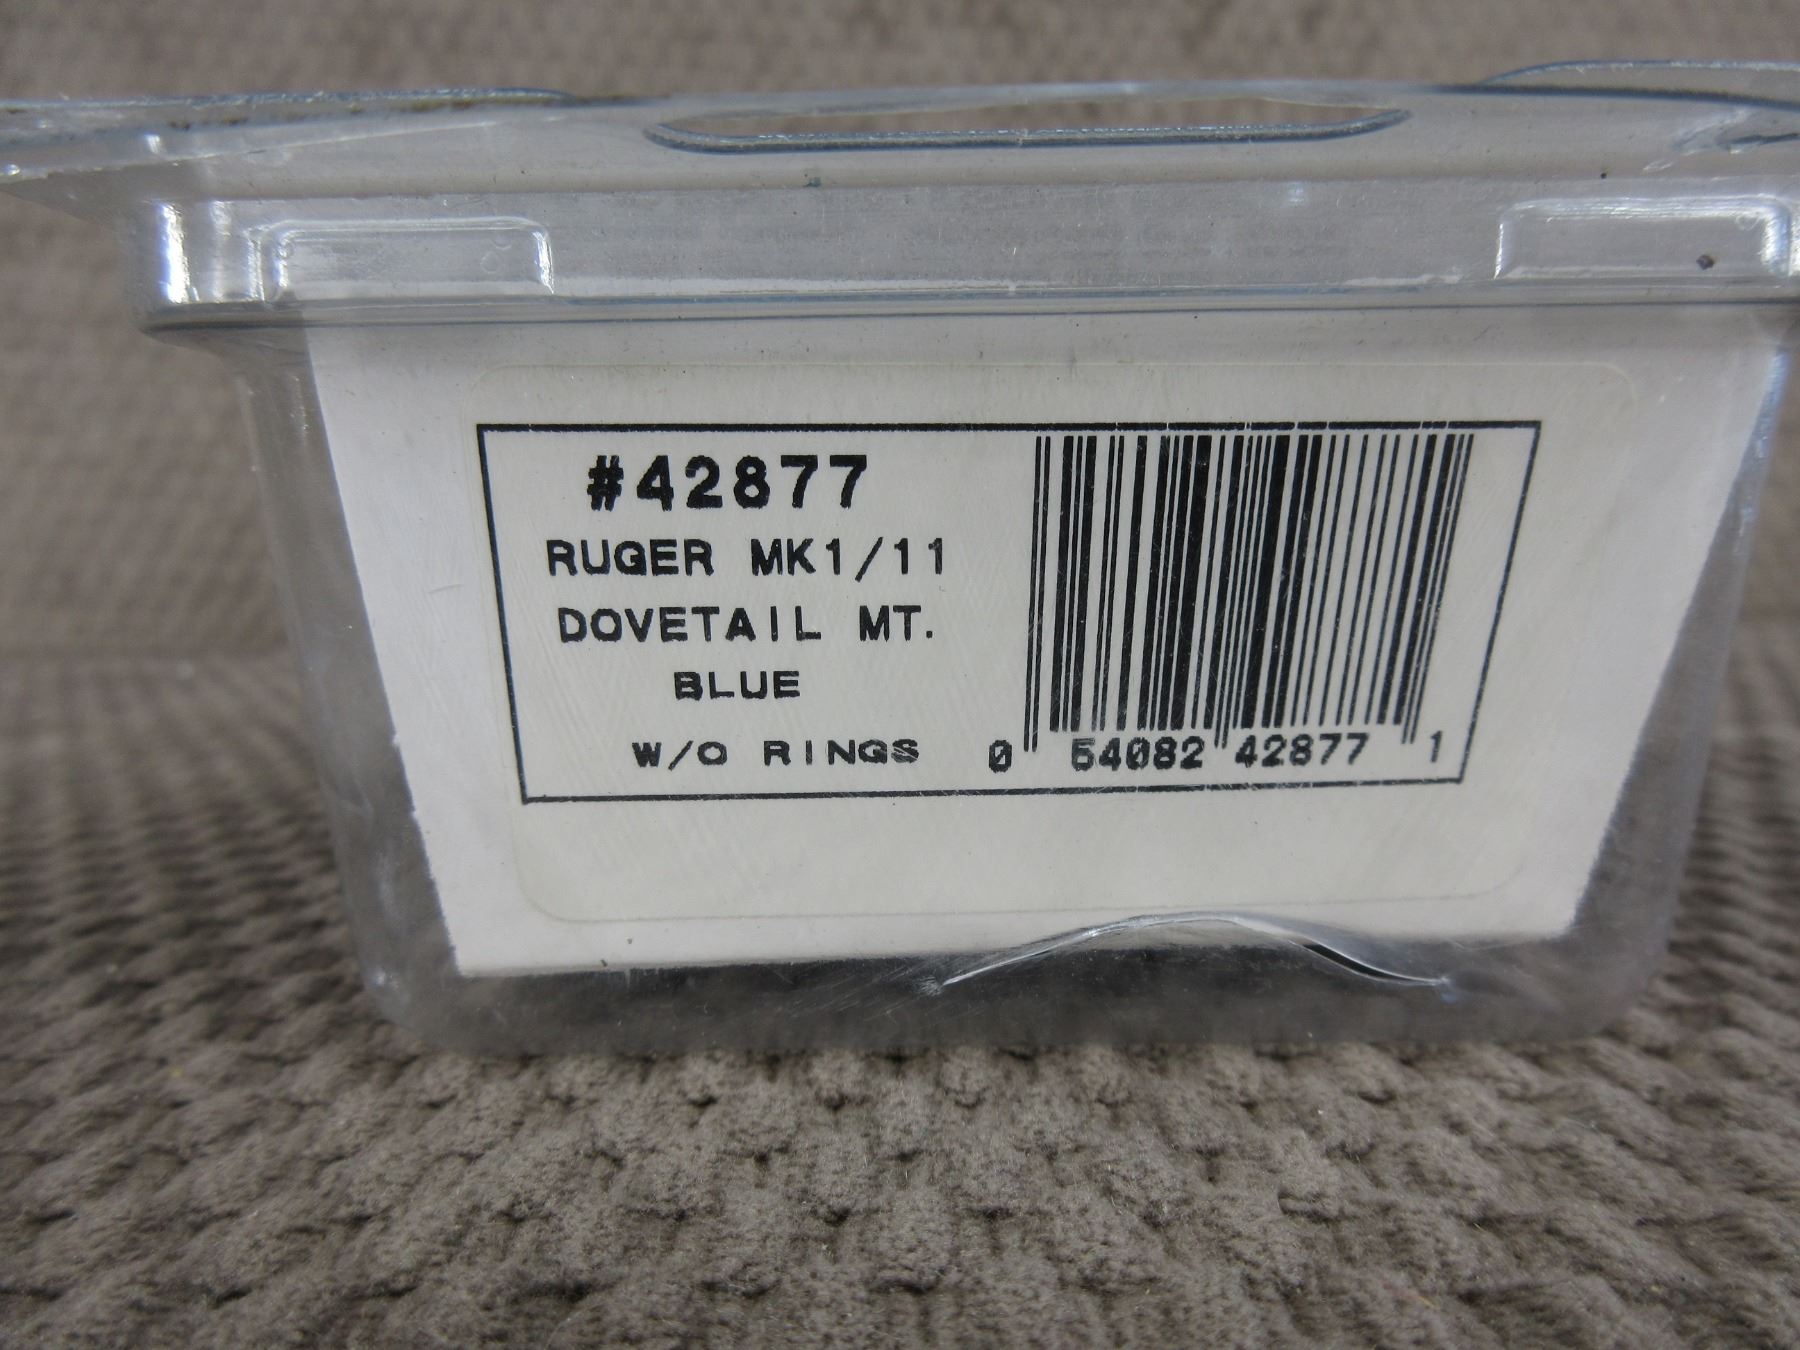 #42877
RUGER MK1/11
DOVETAIL MT.
BLUE
W/O RINGS
0 54082 42877 1